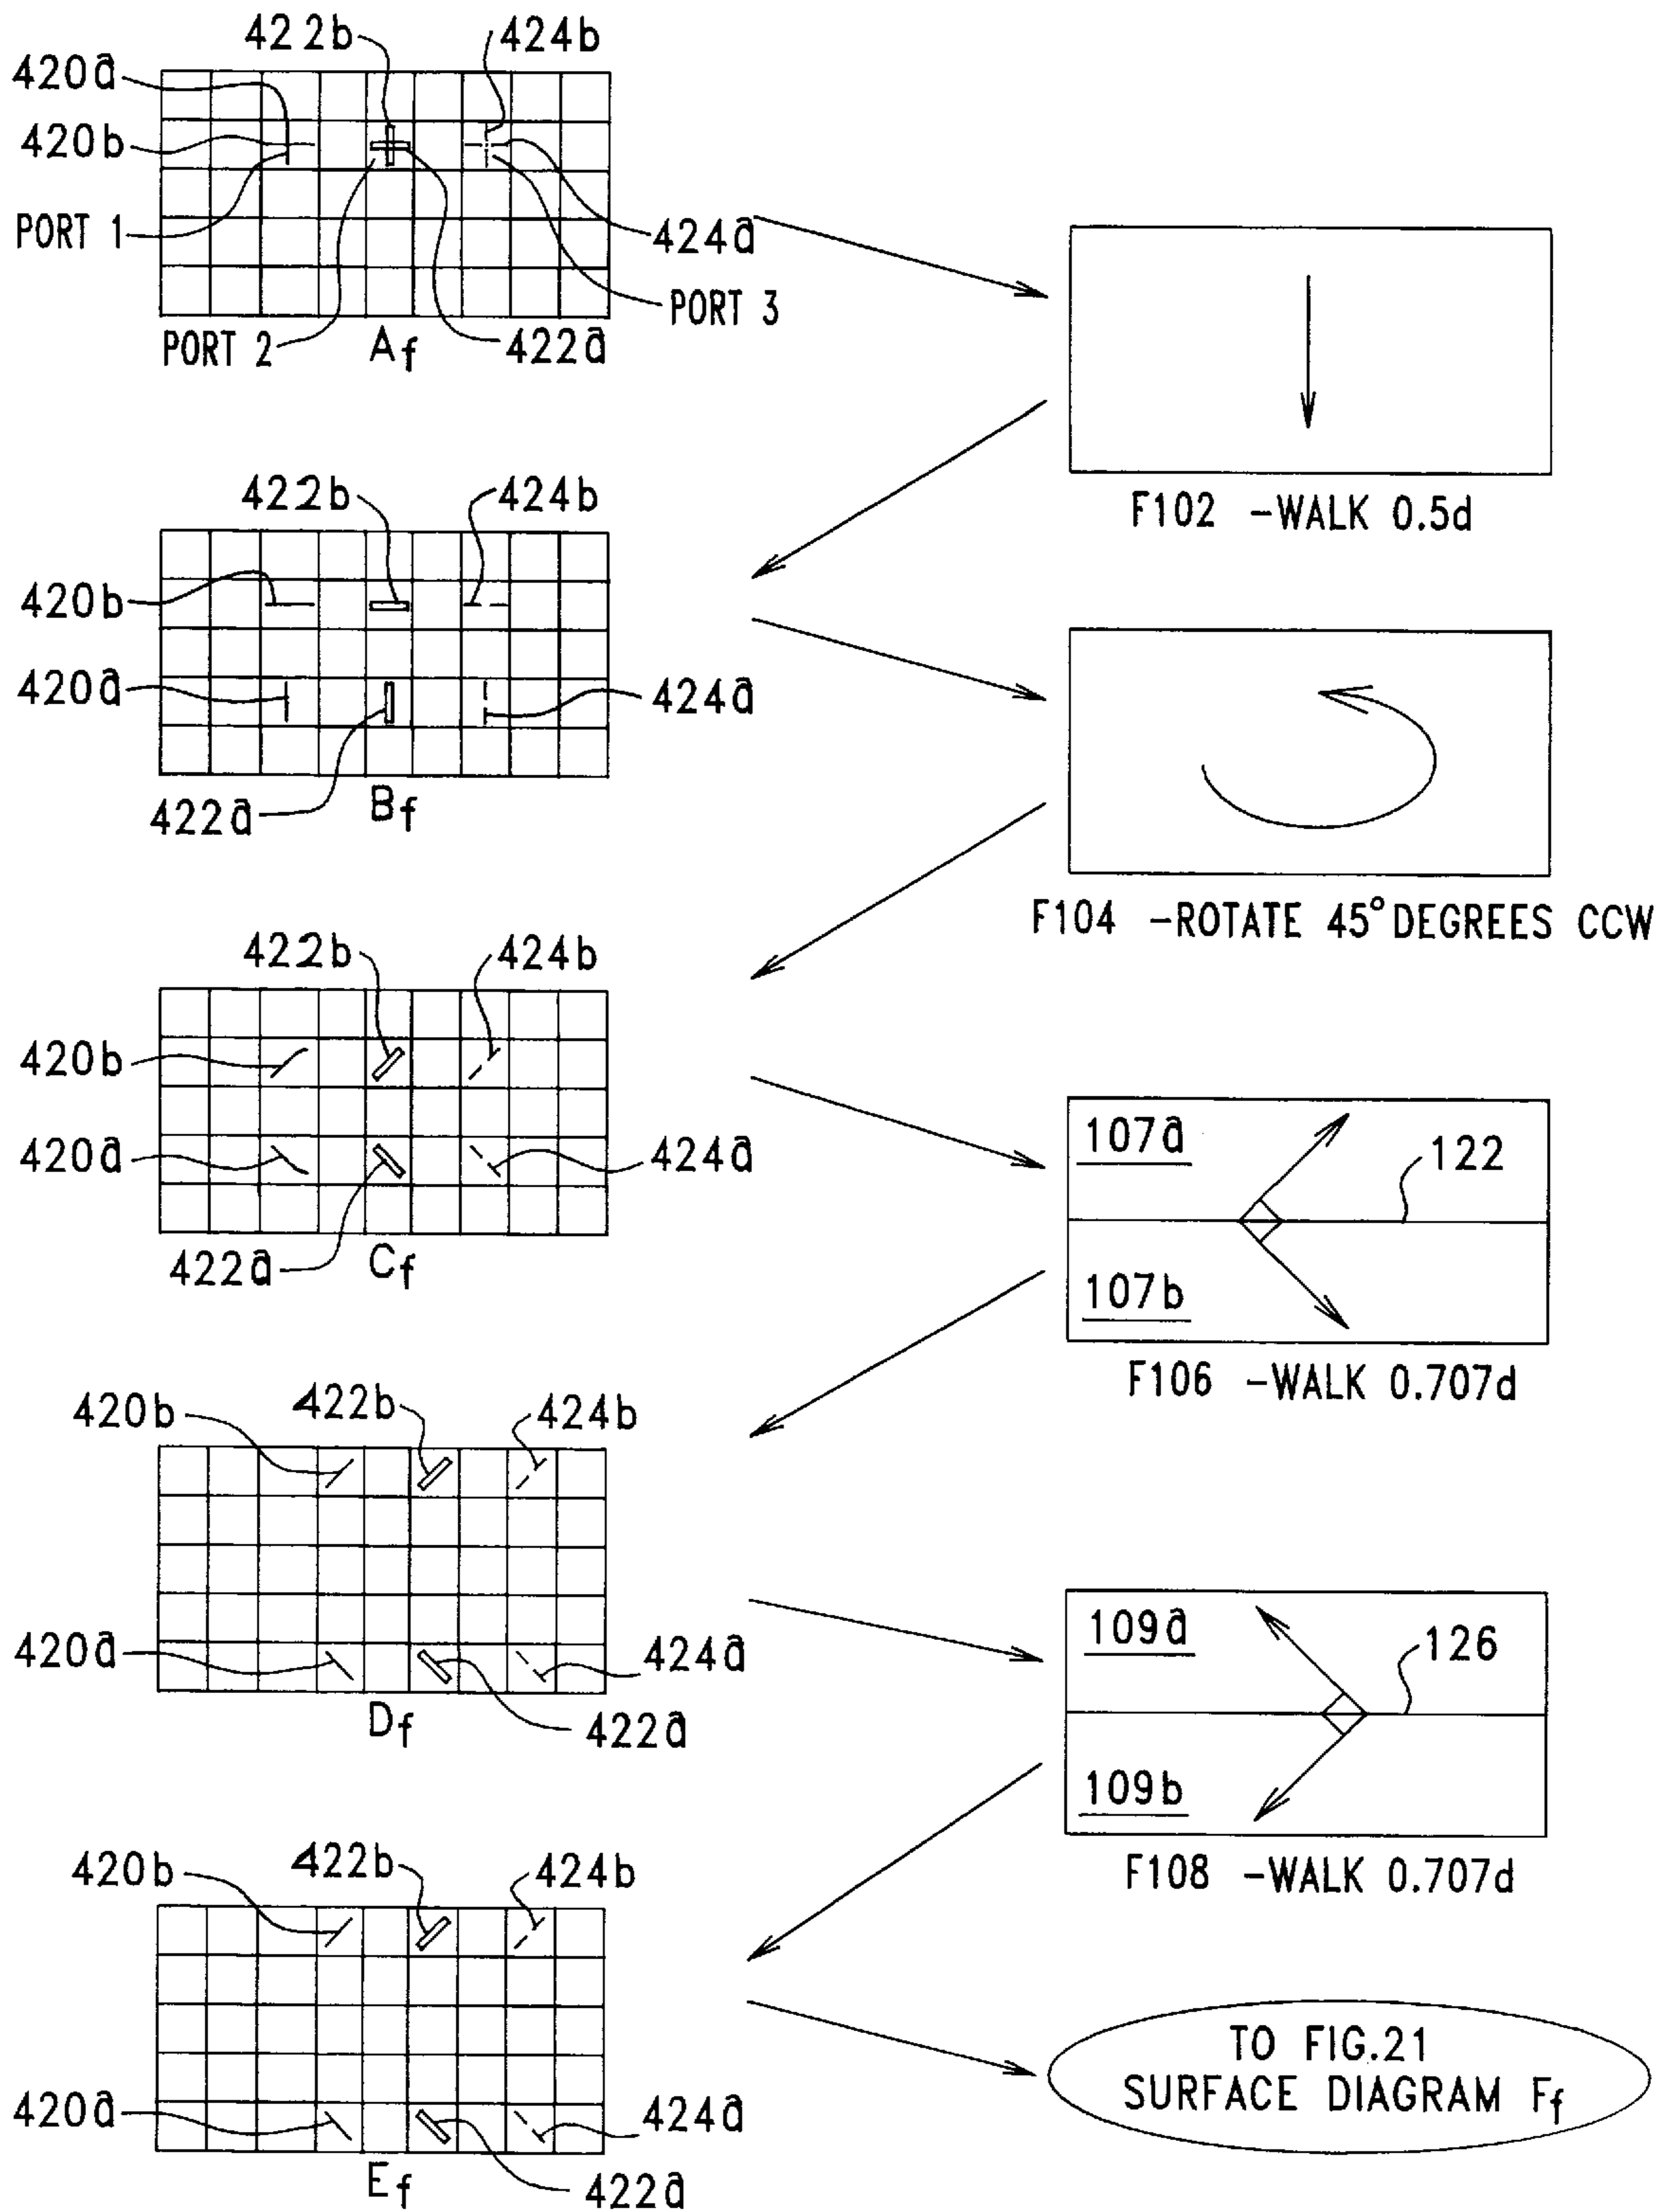 422b
424b
420a
420b
PORT 1
424a
PORT 3
PORT 2
Af
422a
F102 -WALK 0.5d
422b
424b
420b
420a
424a
422a
Bf
F104 -ROTATE 45° DEGREES CCW
422b
424b
420b
420a
424a
422a
Cf
107a
122
107b
F106 -WALK 0.707d
420b
422b
424b
420a
424a
Df
422a
109a
126
109b
F108 -WALK 0.707d
420b
422b
424b
420a
424a
Ef
422a
TO FIG.21
SURFACE DIAGRAM Ff